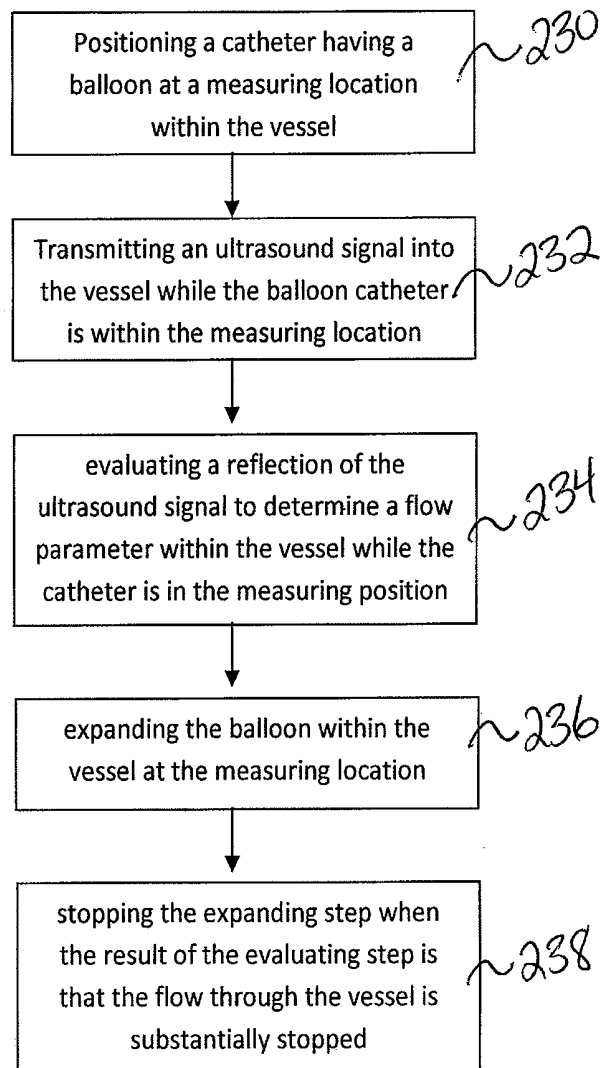 Positioning a catheter having a
balloon at a measuring location
within the vessel
230
Transmitting an ultrasound signal into
the vessel while the balloon catheter
is within the measuring location
232
evaluating a reflection of the
ultrasound signal to determine a flow
parameter within the vessel while the
catheter is in the measuring position
234
expanding the balloon within the
vessel at the measuring location
236
stopping the expanding step when
the result of the evaluating step is
that the flow through the vessel is
substantially stopped
238